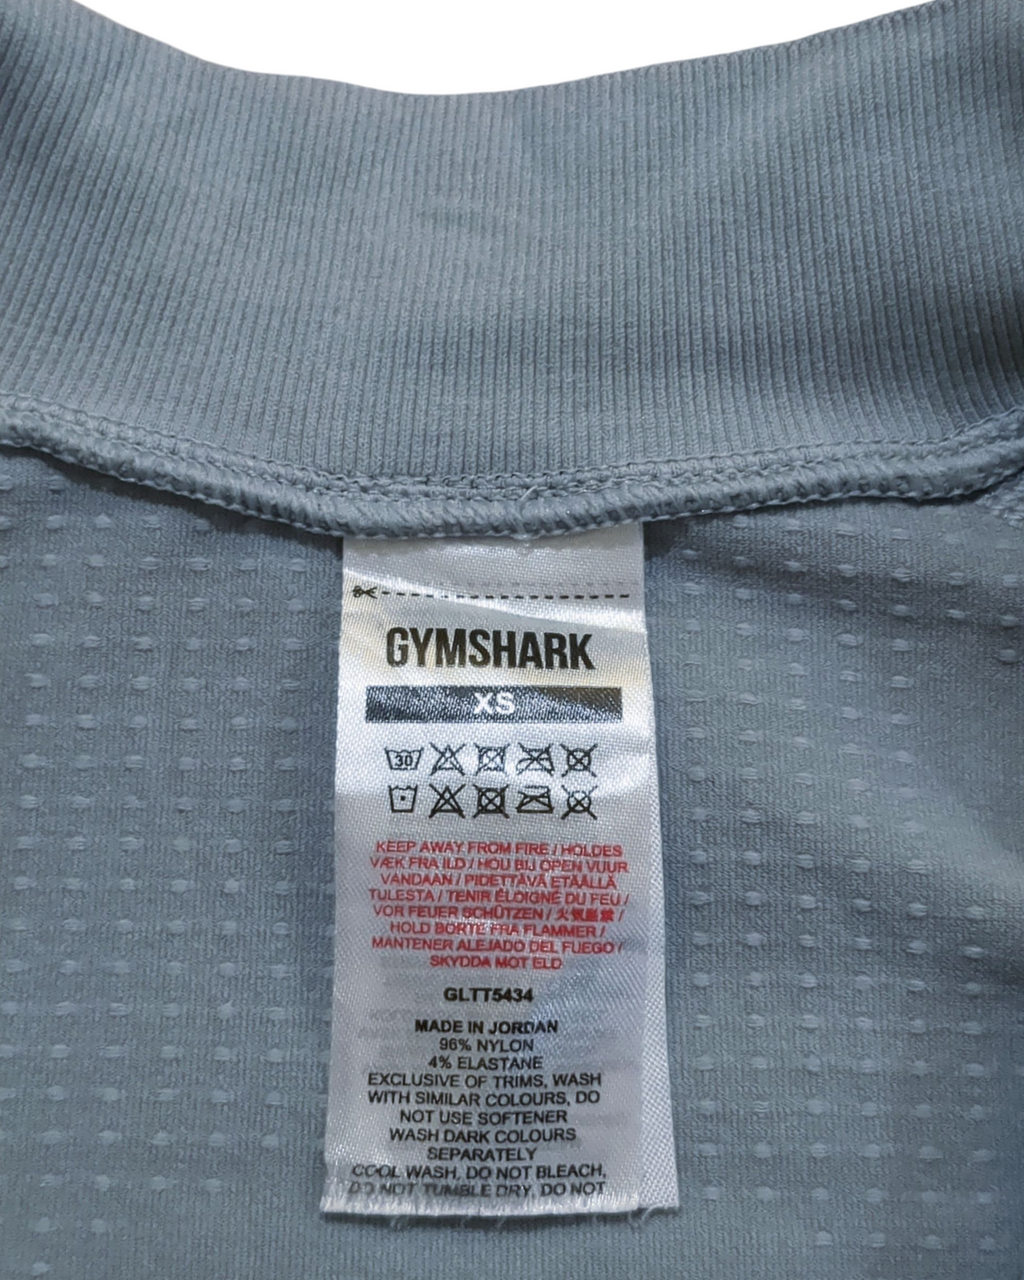 GYMSHARK
XS
30
KEEP AWAY FROM FIRE / HOLDES
VÆK FRA ILD / HOU BIJ OPEN VUUR
VANDAAN / PIDETTÄVÄ ETÄÄLLÄ
TULESTA / TENIR ÉLOIGNÉ DU FEU /
VOR FEUER SCHÜTZEN / 火気厳禁 /
HOLD BORTE FRA FLAMMER /
MANTENER ALEJADO DEL FUEGO /
SKYDDA MOT ELD
GLTT5434
MADE IN JORDAN
96% NYLON
4% ELASTANE
EXCLUSIVE OF TRIMS, WASH
WITH SIMILAR COLOURS, DO
NOT USE SOFTENER
WASH DARK COLOURS
SEPARATELY
COOL WASH, DO NOT BLEACH,
DO NOT TUMBLE DRY, DO NOT